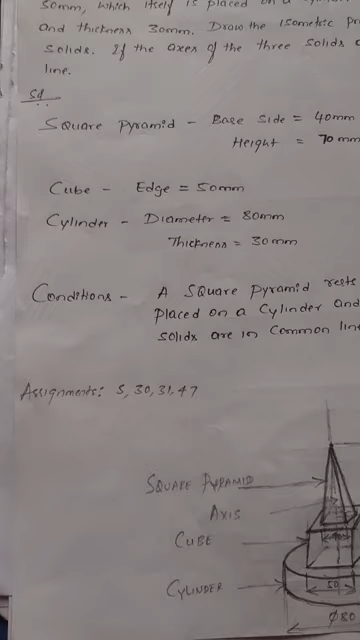 50mm, which itself is placed on a
and thickness 30mm. Draw the isometric
solids. If the axes of the three solids
line.
Sol
Square Pyramid - Base side = 40mm
Height = 70mm
Cube - Edge = 50mm
Cylinder - Diameter = 80mm
Thickness = 30mm
Conditions - A Square pyramid rests
placed on a Cylinder and
solids are in Common
Assignments: 5, 30, 31, 47
SQUARE PYRAMID
AXIS
CUBE
CYLINDER
50
Ø80